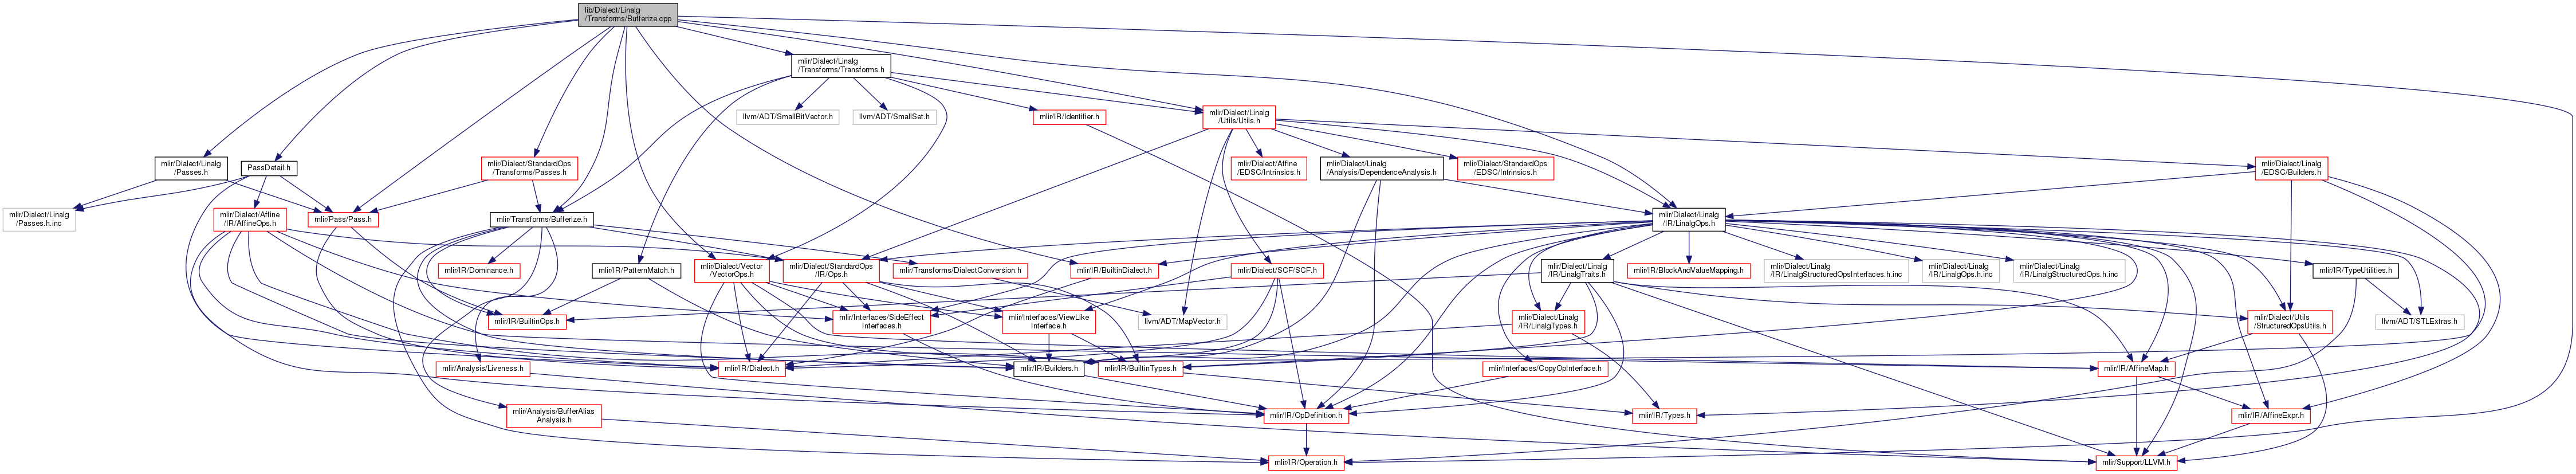 lib/Dialect/Linalg
/Transforms/Bufferize.cpp
mlir/Dialect/Linalg
/Transforms/Transforms.h
llvm/ADT/SmallBitVector.h
llvm/ADT/SmallSet.h
mlir/IR/Identifier.h
mlir/Dialect/Linalg
/Utils/Utils.h
mlir/Dialect/Linalg
/Passes.h
PassDetail.h
mlir/Dialect/StandardOps
/Transforms/Passes.h
mlir/Dialect/Affine
/EDSC/Intrinsics.h
mlir/Dialect/Linalg
/Analysis/DependenceAnalysis.h
mlir/Dialect/StandardOps
/EDSC/Intrinsics.h
mlir/Dialect/Linalg
/EDSC/Builders.h
mlir/Dialect/Linalg
/Passes.h.inc
mlir/Dialect/Affine
/IR/AffineOps.h
mlir/Pass/Pass.h
mlir/Transforms/Bufferize.h
mlir/Dialect/Linalg
/IR/LinalgOps.h
mlir/IR/Dominance.h
mlir/IR/PatternMatch.h
mlir/Dialect/Vector
/VectorOps.h
mlir/Dialect/StandardOps
/IR/Ops.h
mlir/Transforms/DialectConversion.h
mlir/IR/BuiltinDialect.h
mlir/Dialect/SCF/SCF.h
mlir/Dialect/Linalg
/IR/LinalgTraits.h
mlir/IR/BlockAndValueMapping.h
mlir/Dialect/Linalg
/IR/LinalgStructuredOpsInterfaces.h.inc
mlir/Dialect/Linalg
/IR/LinalgOps.h.inc
mlir/Dialect/Linalg
/IR/LinalgStructuredOps.h.inc
mlir/IR/TypeUtilities.h
mlir/IR/BuiltinOps.h
mlir/Interfaces/SideEffect
Interfaces.h
mlir/Interfaces/ViewLike
Interface.h
llvm/ADT/MapVector.h
mlir/Dialect/Linalg
/IR/LinalgTypes.h
mlir/Dialect/Utils
/StructuredOpsUtils.h
llvm/ADT/STLExtras.h
mlir/Analysis/Liveness.h
mlir/IR/Dialect.h
mlir/IR/Builders.h
mlir/IR/BuiltinTypes.h
mlir/Interfaces/CopyOpInterface.h
mlir/IR/AffineMap.h
mlir/Analysis/BufferAlias
Analysis.h
mlir/IR/OpDefinition.h
mlir/IR/Types.h
mlir/IR/AffineExpr.h
mlir/IR/Operation.h
mlir/Support/LLVM.h